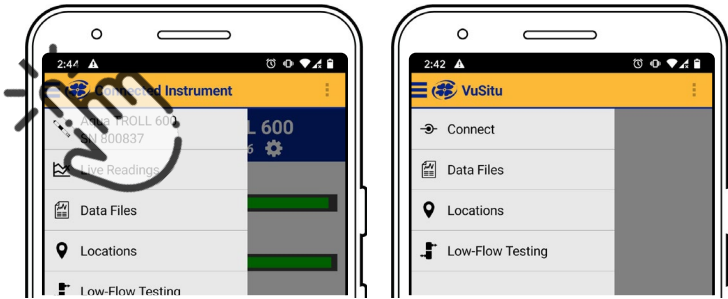 2:44
Connected Instrument
Aqua TROLL 600
SN 800837
L 600
6
Live Readings
Data Files
Locations
Low-Flow Testing
2:42
VuSitu
Connect
Data Files
Locations
Low-Flow Testing